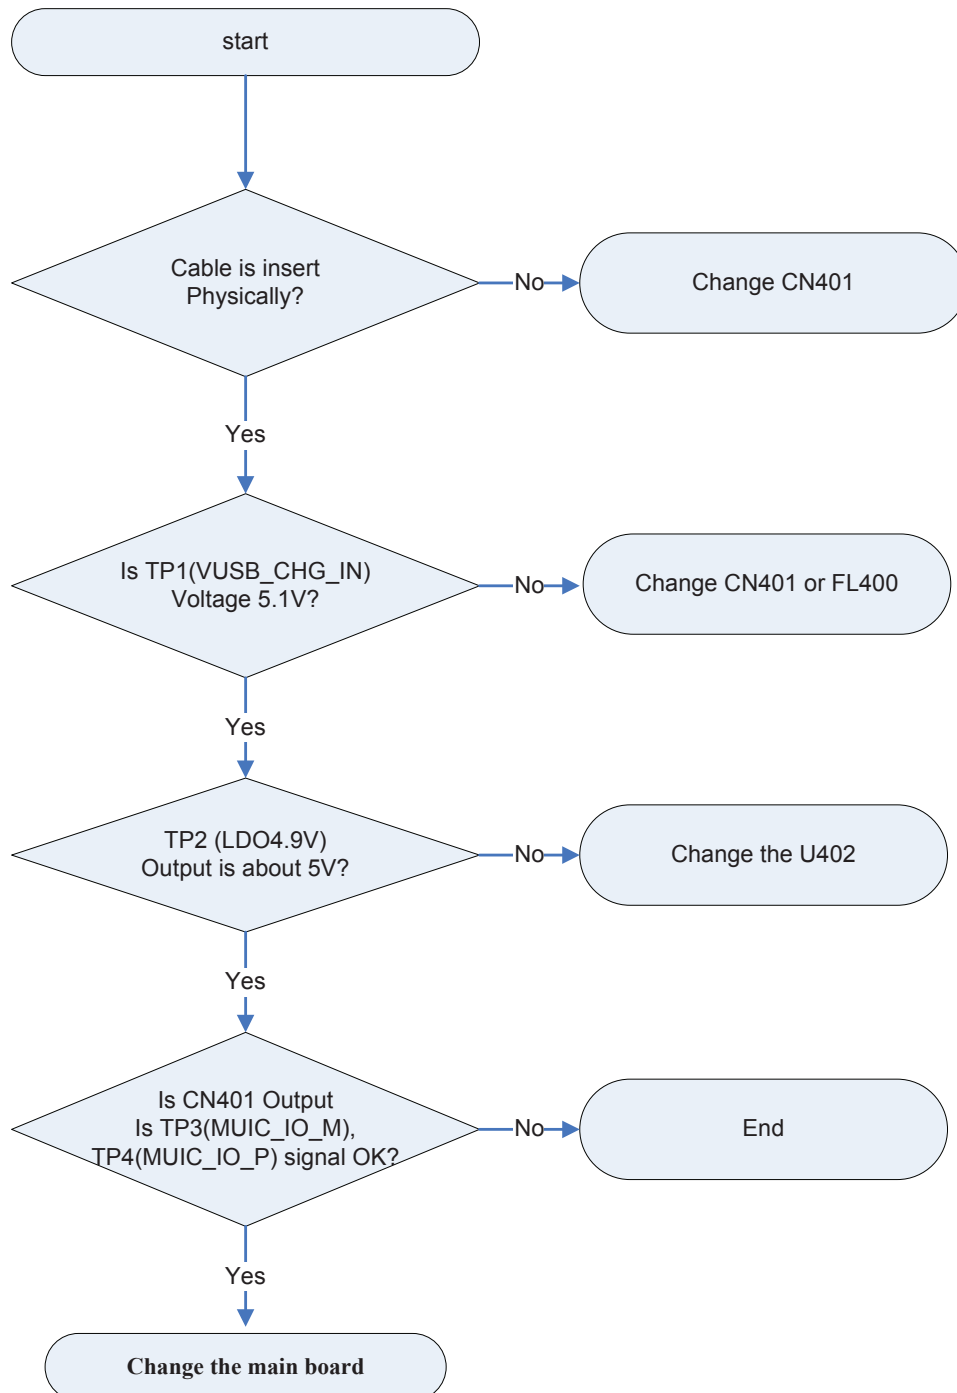 start
Cable is insert
Physically?
No
Change CN401
Yes
Is TP1(VUSB_CHG_IN)
Voltage 5.1V?
No
Change CN401 or FL400
Yes
TP2 (LDO4.9V)
Output is about 5V?
No
Change the U402
Yes
Is CN401 Output
Is TP3(MUIC_IO_M),
TP4(MUIC_IO_P) signal OK?
No
End
Yes
Change the main board